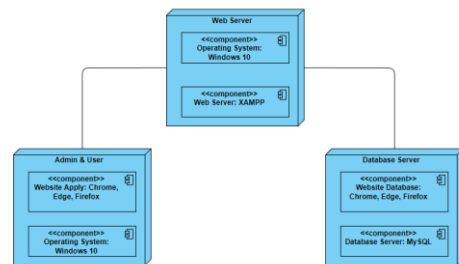 Web Server
<<component>>
Operating System:
Windows 10
<<component>>
Web Server: XAMPP
Admin & User
<<component>>
Website Apply: Chrome,
Edge, Firefox
<<component>>
Operating System:
Windows 10
Database Server
<<component>>
Website Database:
Chrome, Edge, Firefox
<<component>>
Database Server: MySQL